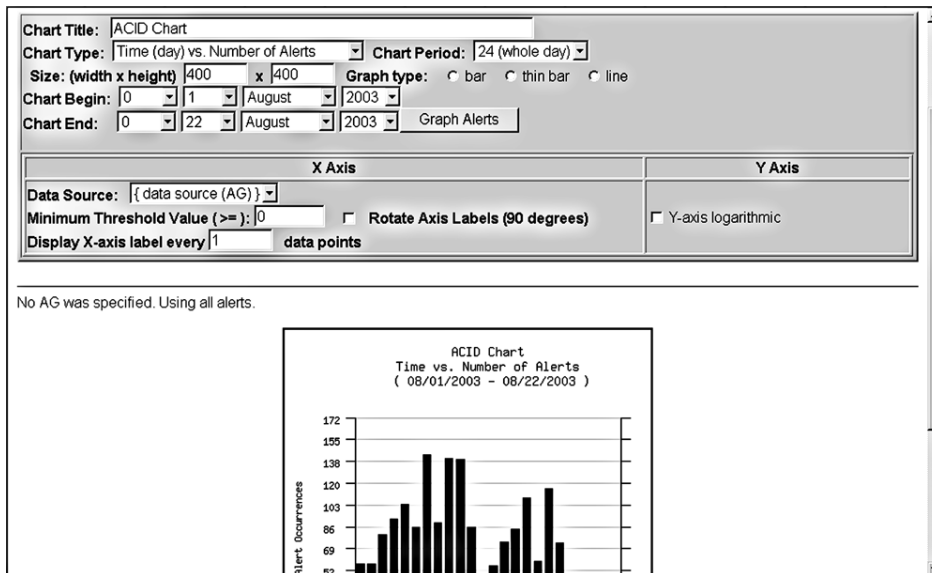 Chart Title: ACID Chart
Chart Type: Time (day) vs. Number of Alerts Chart Period: 24 (whole day)
Size: (width x height) 400 x 400 Graph type: bar thin bar line
Chart Begin: 0 1 August 2003
Chart End: 0 22 August 2003 Graph Alerts
X Axis Y Axis
Data Source: { data source (AG) }
Minimum Threshold Value ( >= ): 0 Rotate Axis Labels (90 degrees) Y-axis logarithmic
Display X-axis label every 1 data points
No AG was specified. Using all alerts.
ACID Chart
Time vs. Number of Alerts
( 08/01/2003 - 08/22/2003 )
172
155
138
120
103
86
69
52
Alert Occurrences